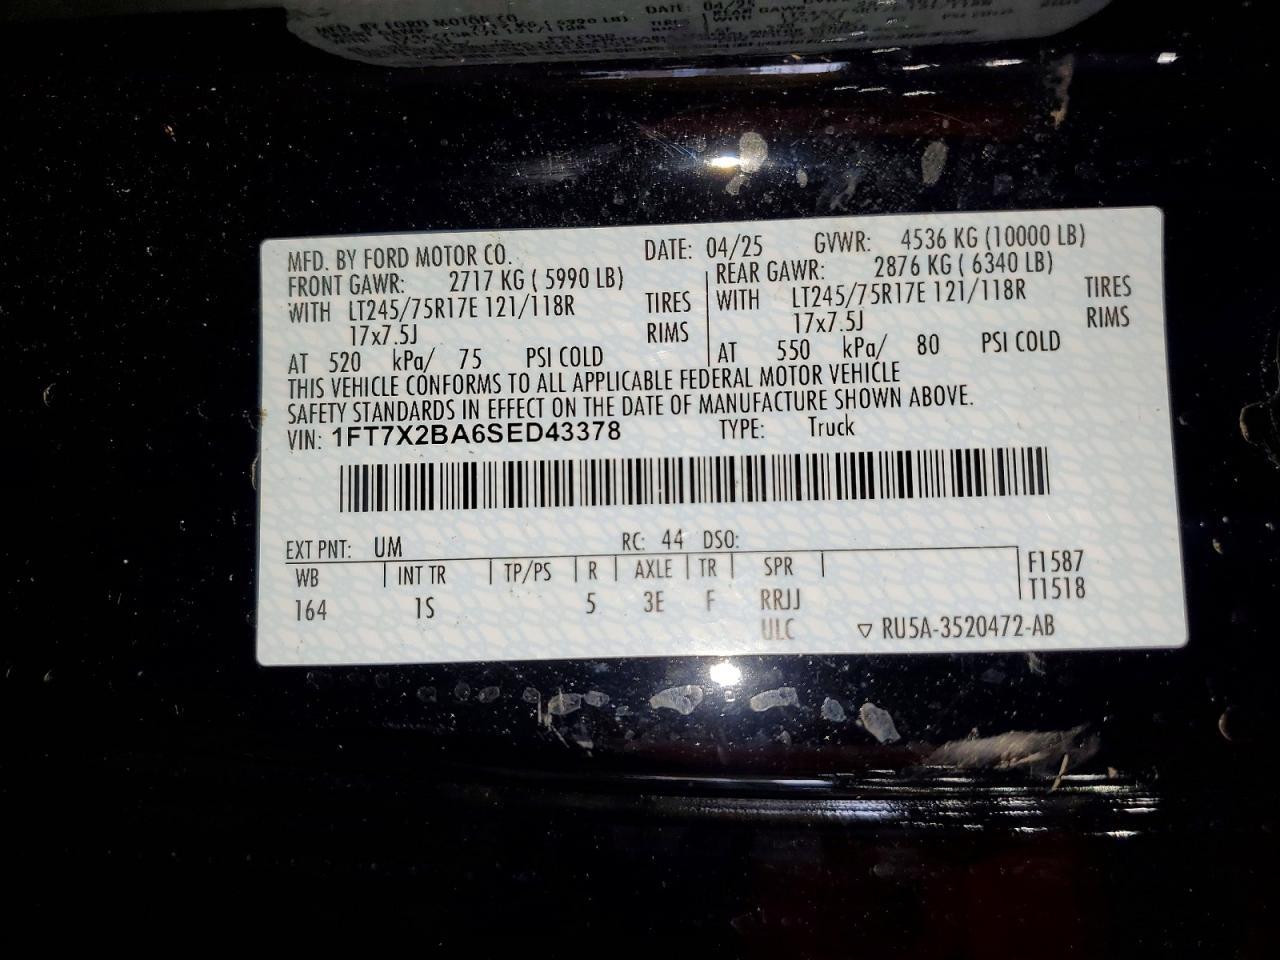 MFD. BY FORD MOTOR CO. DATE: 04/25 GVWR: 4536 KG (10000 LB)
FRONT GAWR: 2717 KG ( 5990 LB) REAR GAWR: 2876 KG ( 6340 LB)
WITH LT245/75R17E 121/118R TIRES WITH LT245/75R17E 121/118R TIRES
17x7.5J RIMS 17x7.5J RIMS
AT 520 kPa/ 75 PSI COLD AT 550 kPa/ 80 PSI COLD
THIS VEHICLE CONFORMS TO ALL APPLICABLE FEDERAL MOTOR VEHICLE
SAFETY STANDARDS IN EFFECT ON THE DATE OF MANUFACTURE SHOWN ABOVE.
VIN: 1FT7X2BA6SED43378 TYPE: Truck
EXT PNT: UM RC: 44 DSO:
WB INT TR TP/PS R AXLE TR SPR F1587
164 1S 5 3E F RRJJ T1518
ULC ▽ RU5A-3520472-AB